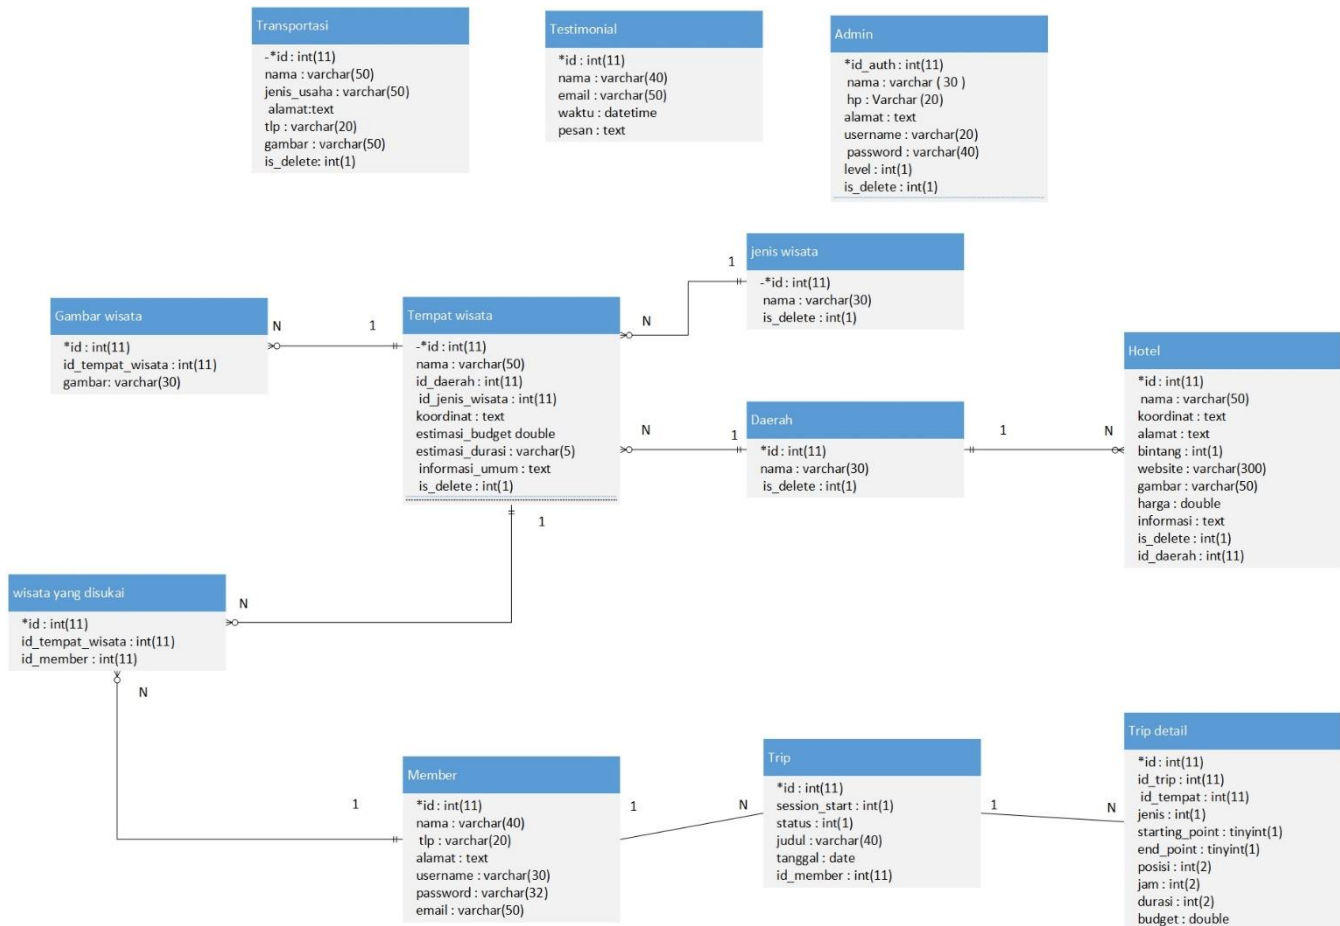 Transportasi
-*id : int(11)
nama : varchar(50)
jenis_usaha : varchar(50)
alamat:text
tlp : varchar(20)
gambar : varchar(50)
is_delete: int(1)
Testimonial
*id : int(11)
nama : varchar(40)
email : varchar(50)
waktu : datetime
pesan : text
Admin
*id_auth : int(11)
nama : varchar ( 30 )
hp : Varchar (20)
alamat : text
username : varchar(20)
password : varchar(40)
level : int(1)
is_delete : int(1)
jenis wisata
-*id : int(11)
nama : varchar(30)
is_delete : int(1)
1
N
Gambar wisata
*id : int(11)
id_tempat_wisata : int(11)
gambar: varchar(30)
N
1
Tempat wisata
-*id : int(11)
nama : varchar(50)
id_daerah : int(11)
id_jenis_wisata : int(11)
koordinat : text
estimasi_budget double
estimasi_durasi : varchar(5)
informasi_umum : text
is_delete : int(1)
N
1
Daerah
*id : int(11)
nama : varchar(30)
is_delete : int(1)
1
N
Hotel
*id : int(11)
nama : varchar(50)
koordinat : text
alamat : text
bintang : int(1)
website : varchar(300)
gambar : varchar(50)
harga : double
informasi : text
is_delete : int(1)
id_daerah : int(11)
1
N
wisata yang disukai
*id : int(11)
id_tempat_wisata : int(11)
id_member : int(11)
N
1
Member
*id : int(11)
nama : varchar(40)
tlp : varchar(20)
alamat : text
username : varchar(30)
password : varchar(32)
email : varchar(50)
1
N
Trip
*id : int(11)
session_start : int(1)
status : int(1)
judul : varchar(40)
tanggal : date
id_member : int(11)
1
N
Trip detail
*id : int(11)
id_trip : int(11)
id_tempat : int(11)
jenis : int(1)
starting_point : tinyint(1)
end_point : tinyint(1)
posisi : int(2)
jam : int(2)
durasi : int(2)
budget : double